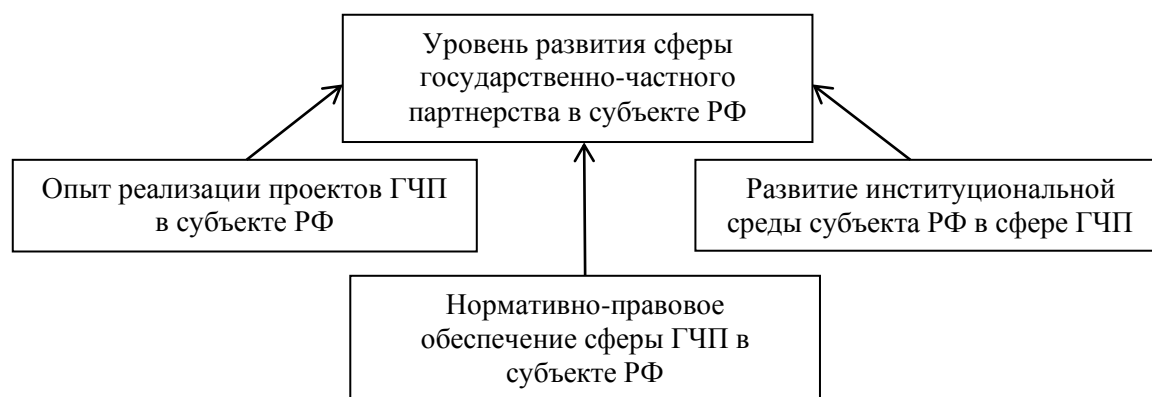 Уровень развития сферы
государственно-частного
партнерства в субъекте РФ
Опыт реализации проектов ГЧП
в субъекте РФ
Развитие институциональной
среды субъекта РФ в сфере ГЧП
Нормативно-правовое
обеспечение сферы ГЧП в
субъекте РФ